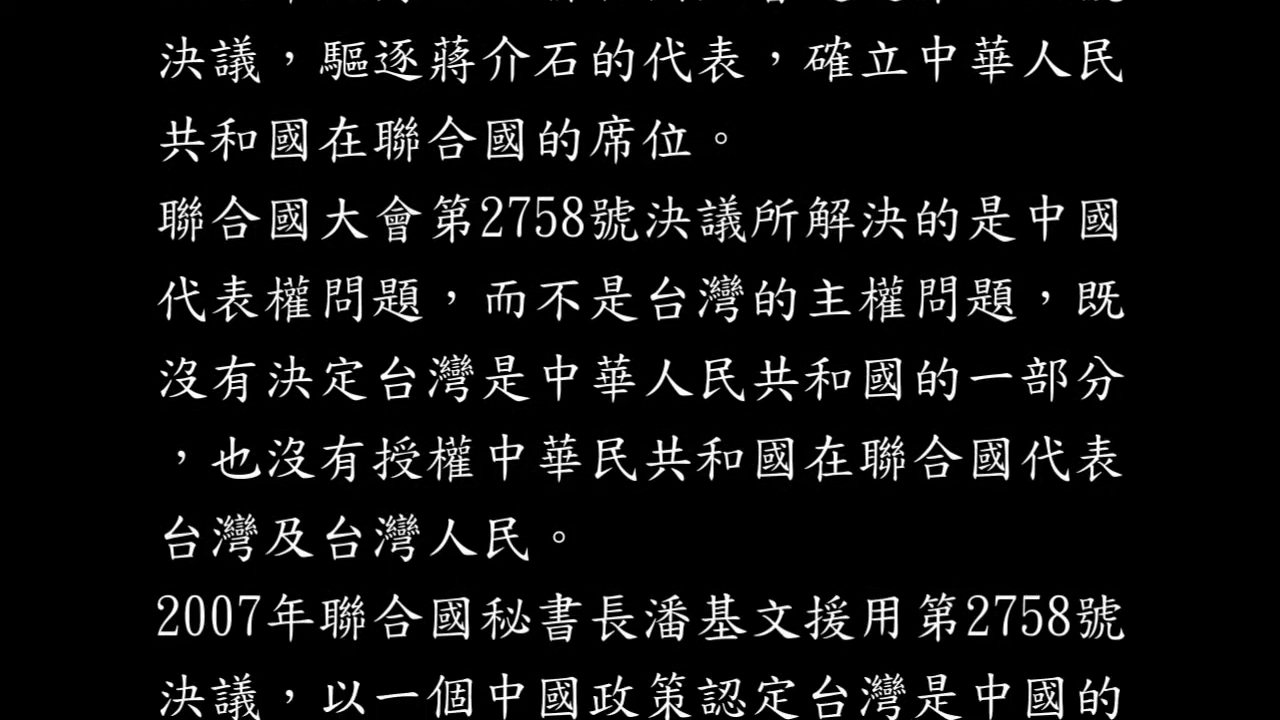 決議，驅逐蔣介石的代表，確立中華人民
共和國在聯合國的席位。
聯合國大會第2758號決議所解決的是中國
代表權問題，而不是台灣的主權問題，既
沒有決定台灣是中華人民共和國的一部分
，也沒有授權中華民共和國在聯合國代表
台灣及台灣人民。
2007年聯合國秘書長潘基文援用第2758號
決議，以一個中國政策認定台灣是中國的